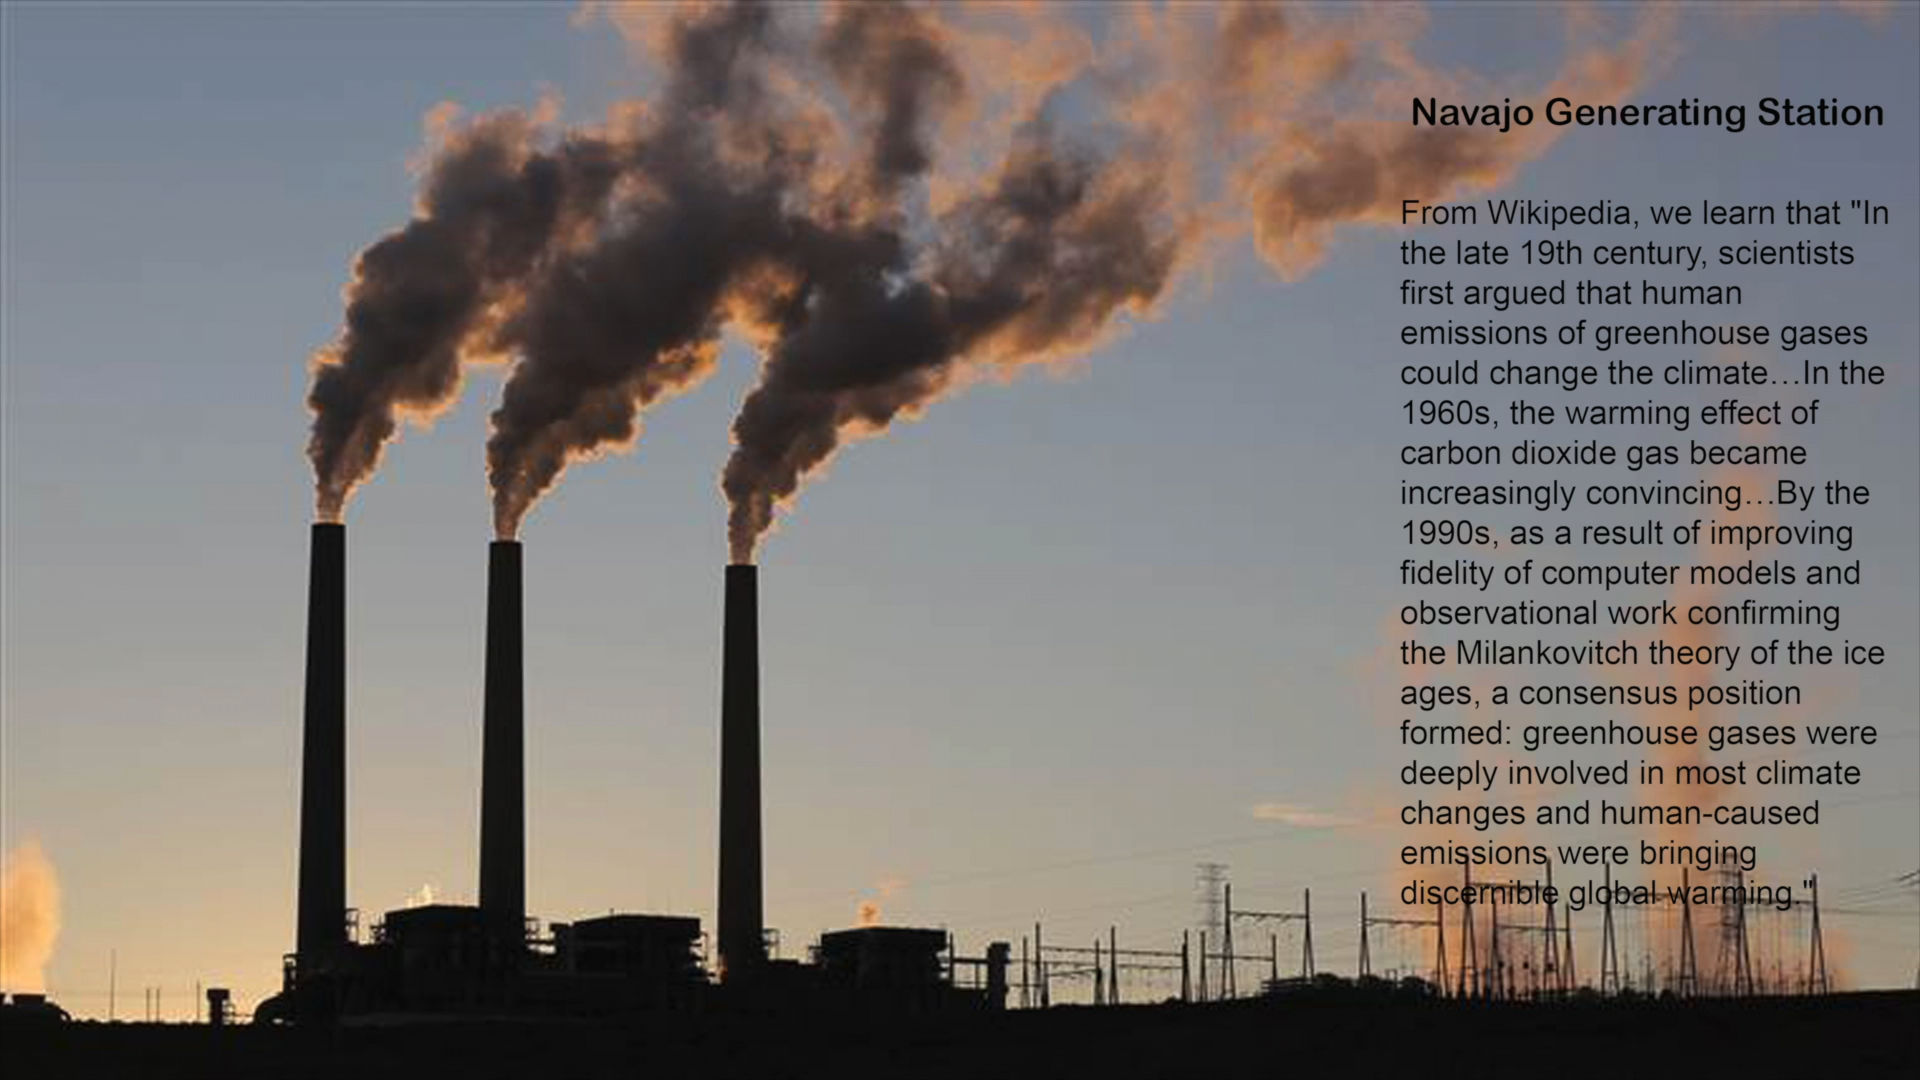 Navajo Generating Station
From Wikipedia, we learn that "In
the late 19th century, scientists
first argued that human
emissions of greenhouse gases
could change the climate…In the
1960s, the warming effect of
carbon dioxide gas became
increasingly convincing…By the
1990s, as a result of improving
fidelity of computer models and
observational work confirming
the Milankovitch theory of the ice
ages, a consensus position
formed: greenhouse gases were
deeply involved in most climate
changes and human-caused
emissions were bringing
discernible global warming."